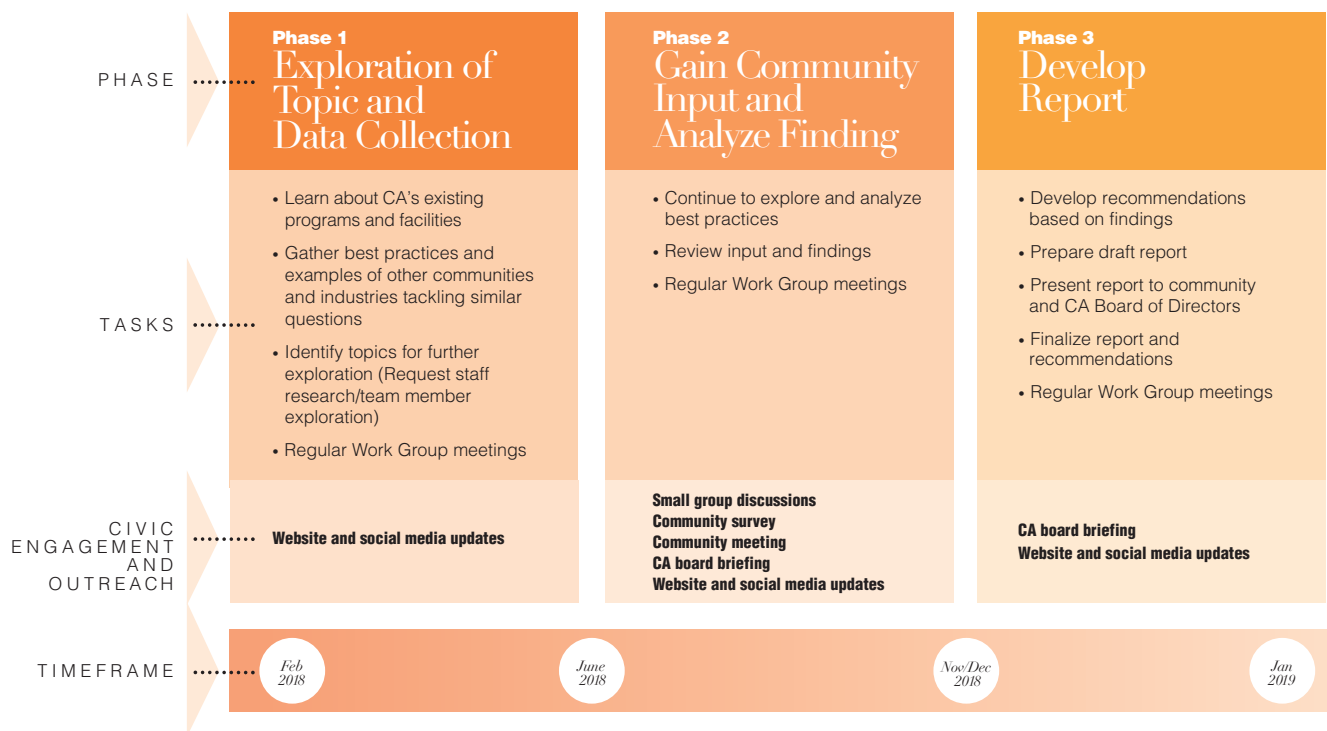 PHASE
Phase 1
Exploration of
Topic and
Data Collection
Phase 2
Gain Community
Input and
Analyze Finding
Phase 3
Develop
Report
TASKS
• Learn about CA's existing
programs and facilities
• Gather best practices and
examples of other communities
and industries tackling similar
questions
• Identify topics for further
exploration (Request staff
research/team member
exploration)
• Regular Work Group meetings
• Continue to explore and analyze
best practices
• Review input and findings
• Regular Work Group meetings
• Develop recommendations
based on findings
• Prepare draft report
• Present report to community
and CA Board of Directors
• Finalize report and
recommendations
• Regular Work Group meetings
CIVIC
ENGAGEMENT
AND
OUTREACH
Website and social media updates
Small group discussions
Community survey
Community meeting
CA board briefing
Website and social media updates
CA board briefing
Website and social media updates
TIMEFRAME
Feb
2018
June
2018
Nov/Dec
2018
Jan
2019